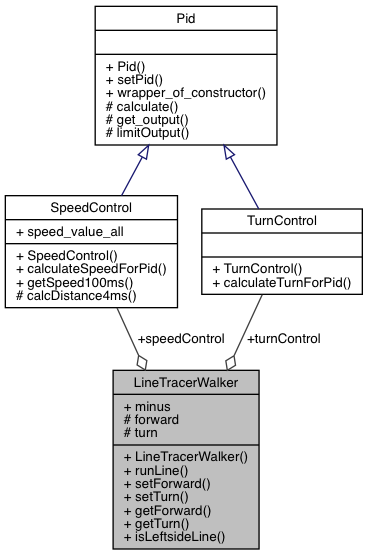 Pid
+ Pid()
+ setPid()
+ wrapper_of_constructor()
# calculate()
# get_output()
# limitOutput()
SpeedControl
+ speed_value_all
+ SpeedControl()
+ calculateSpeedForPid()
+ getSpeed100ms()
# calcDistance4ms()
TurnControl
+ TurnControl()
+ calculateTurnForPid()
+speedControl
+turnControl
LineTracerWalker
+ minus
# forward
# turn
+ LineTracerWalker()
+ runLine()
+ setForward()
+ setTurn()
+ getForward()
+ getTurn()
+ isLeftsideLine()